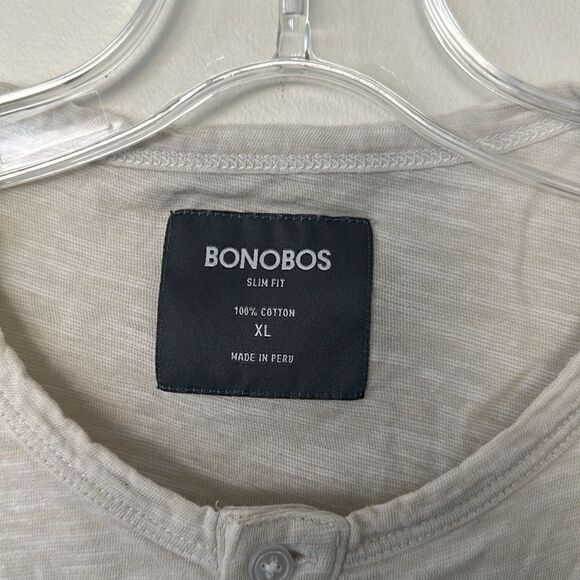 BONOBOS
SLIM FIT
100% COTTON
XL
MADE IN PERU